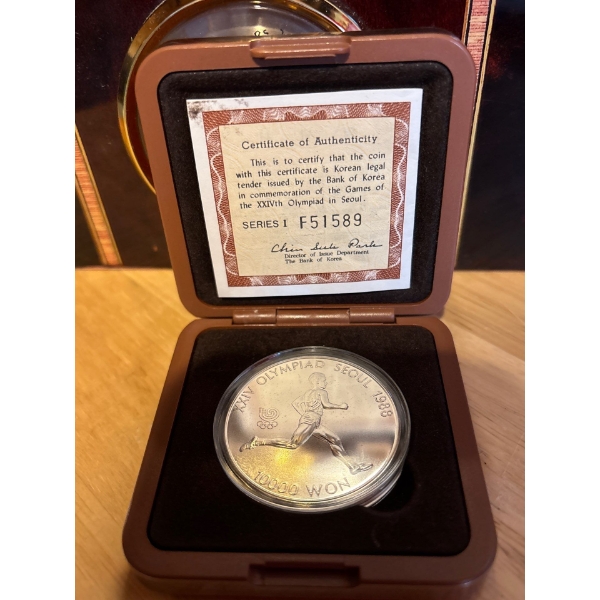 Certificate of Authenticity
This is to certify that the coin
with this certificate is Korean legal
tender issued by the Bank of Korea
in commemoration of the Games of
the XXIVth Olympiad in Seoul.
SERIES I F51589
Director of Issue Department
The Bank of Korea
XXIV OLYMPIAD SEOUL 1988
10000 WON